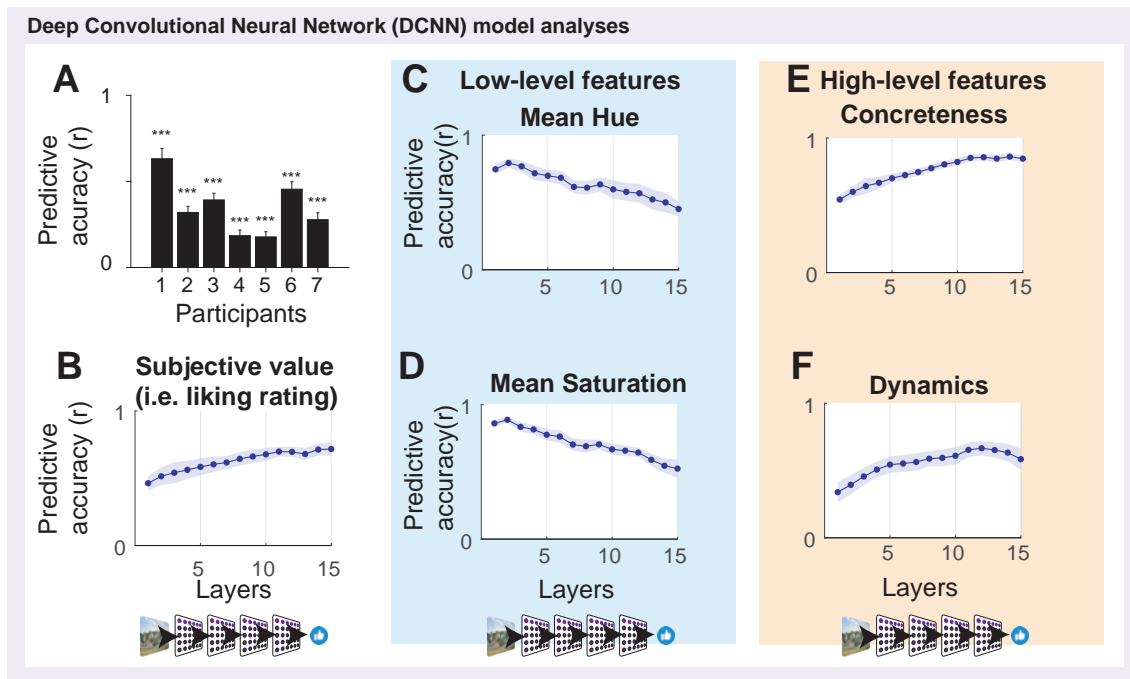 Deep Convolutional Neural Network (DCNN) model analyses
A
1
0
Predictive
acuracy (r)
***
***
***
***
***
***
***
1 2 3 4 5 6 7
Participants
B
Subjective value
(i.e. liking rating)
1
0
Predictive
accuracy (r)
5 10 15
Layers
C
Low-level features
Mean Hue
1
0
Predictive
accuracy(r)
5 10 15
D
Mean Saturation
1
0
Predictive
accuracy(r)
5 10 15
Layers
E
High-level features
Concreteness
1
0
5 10 15
F
Dynamics
1
0
5 10 15
Layers